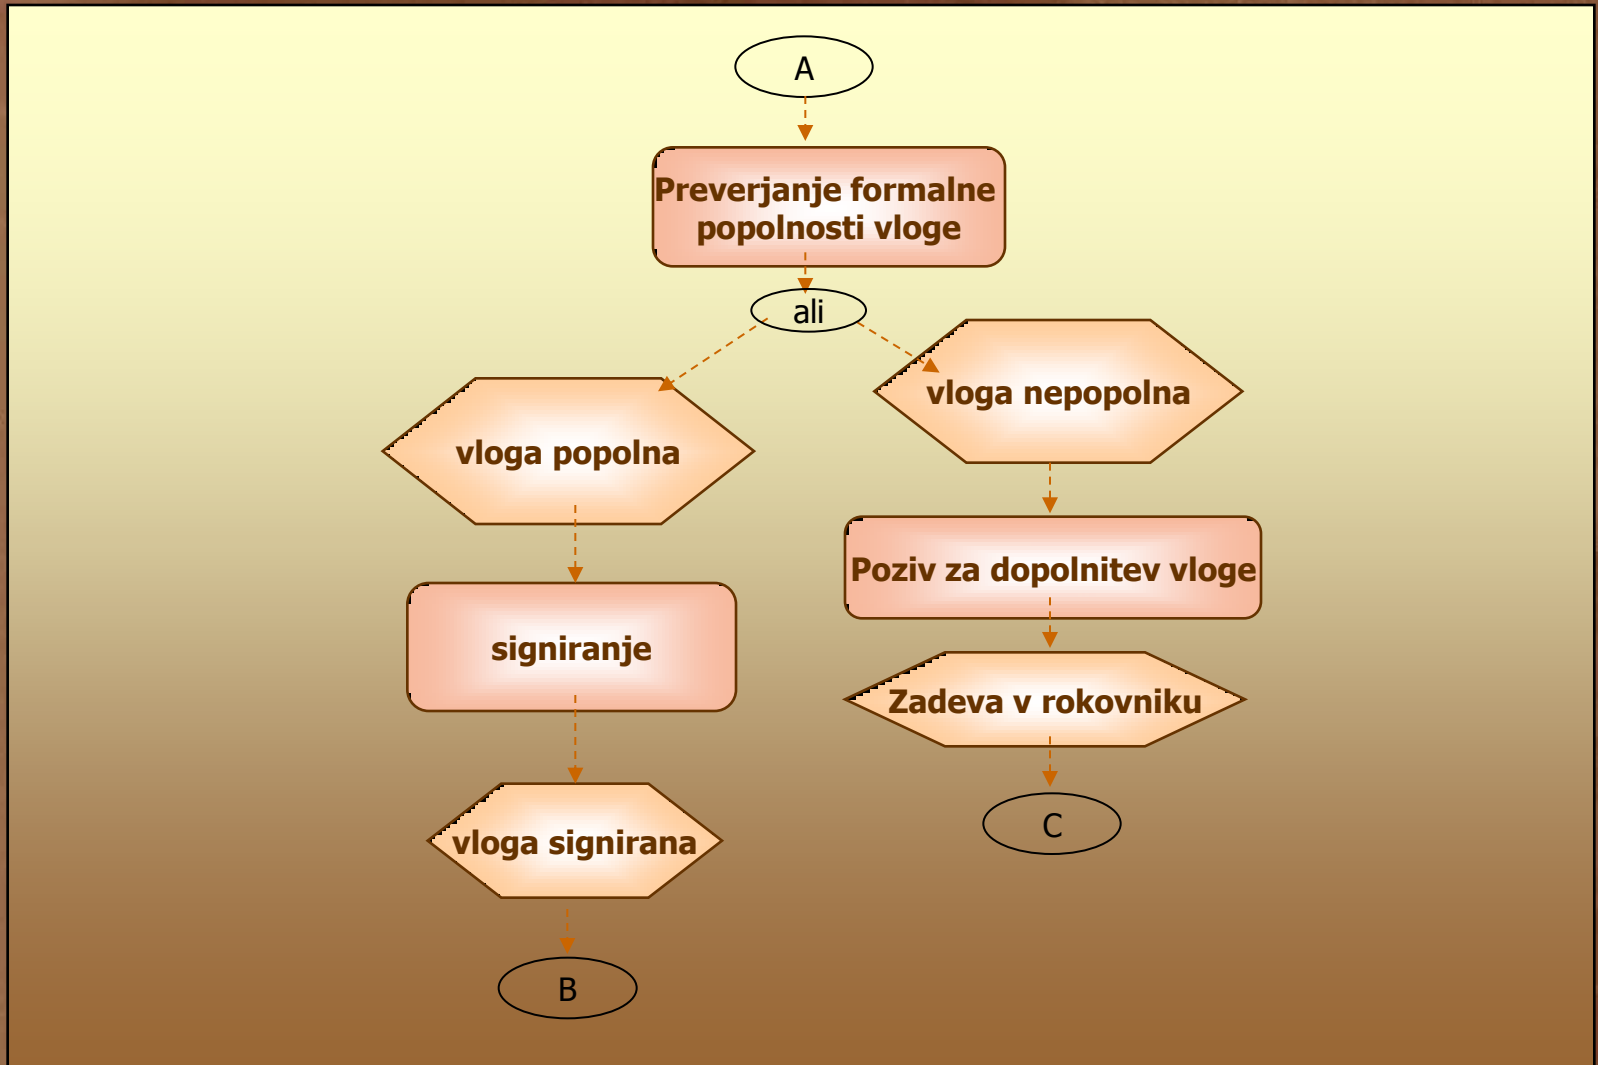 A
Preverjanje formalne
popolnosti vloge
ali
vloga nepopolna
vloga popolna
Poziv za dopolnitev vloge
signiranje
Zadeva v rokovniku
C
vloga signirana
B